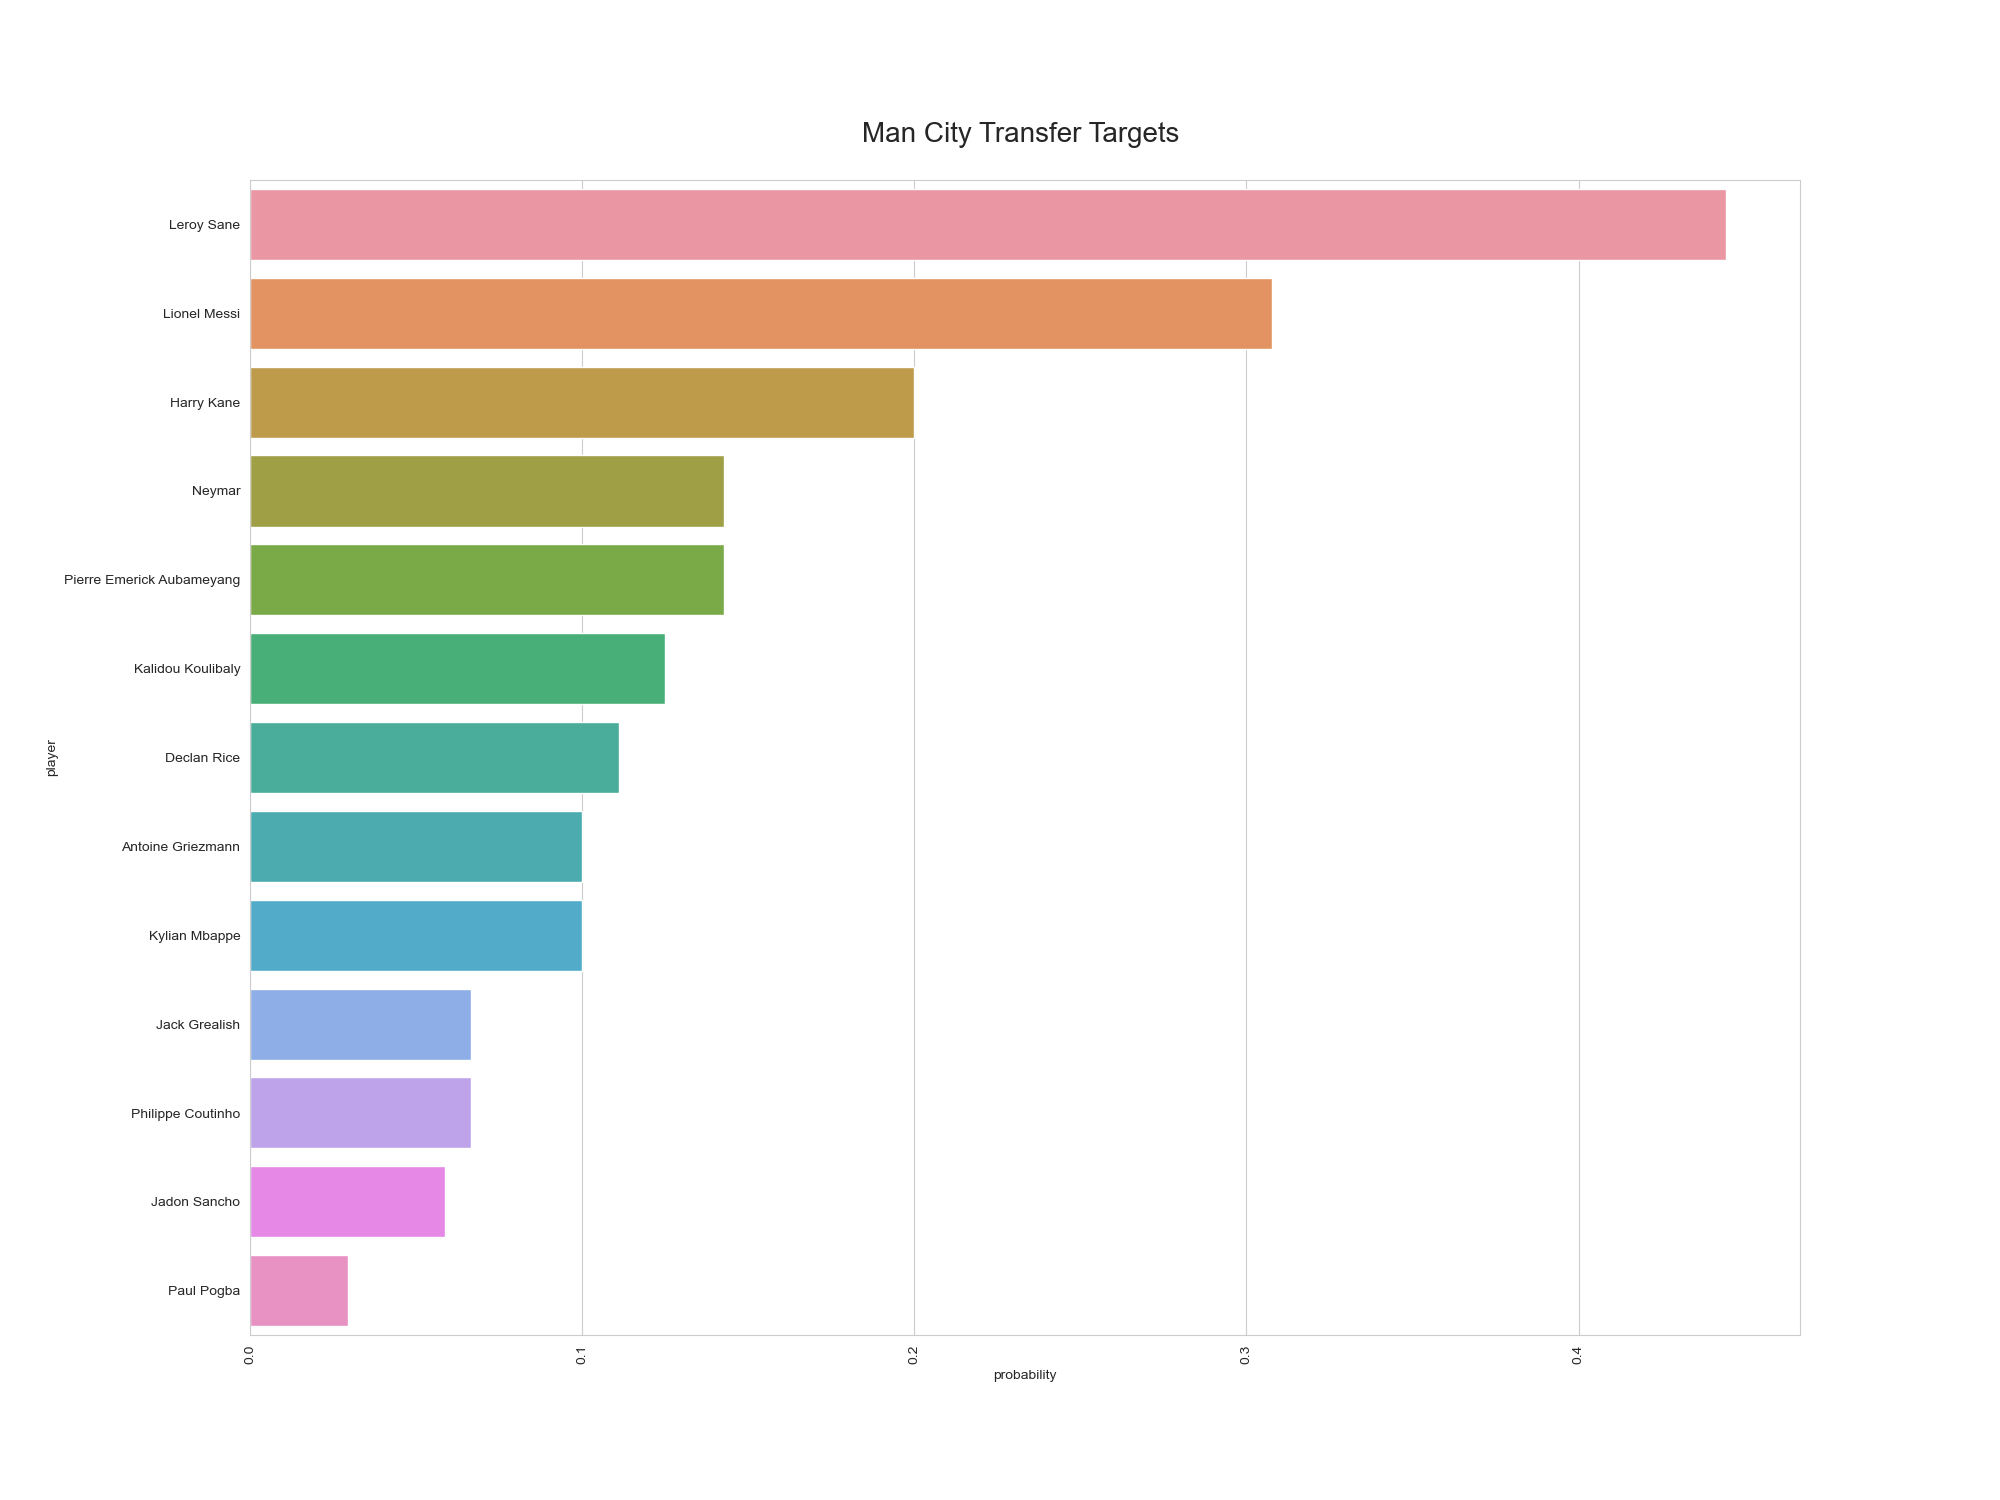 Man City Transfer Targets
Leroy Sane
Lionel Messi
Harry Kane
Neymar
Pierre Emerick Aubameyang
Kalidou Koulibaly
Declan Rice
Antoine Griezmann
Kylian Mbappe
Jack Grealish
Philippe Coutinho
Jadon Sancho
Paul Pogba
player
0.0
0.1
0.2
0.3
0.4
probability